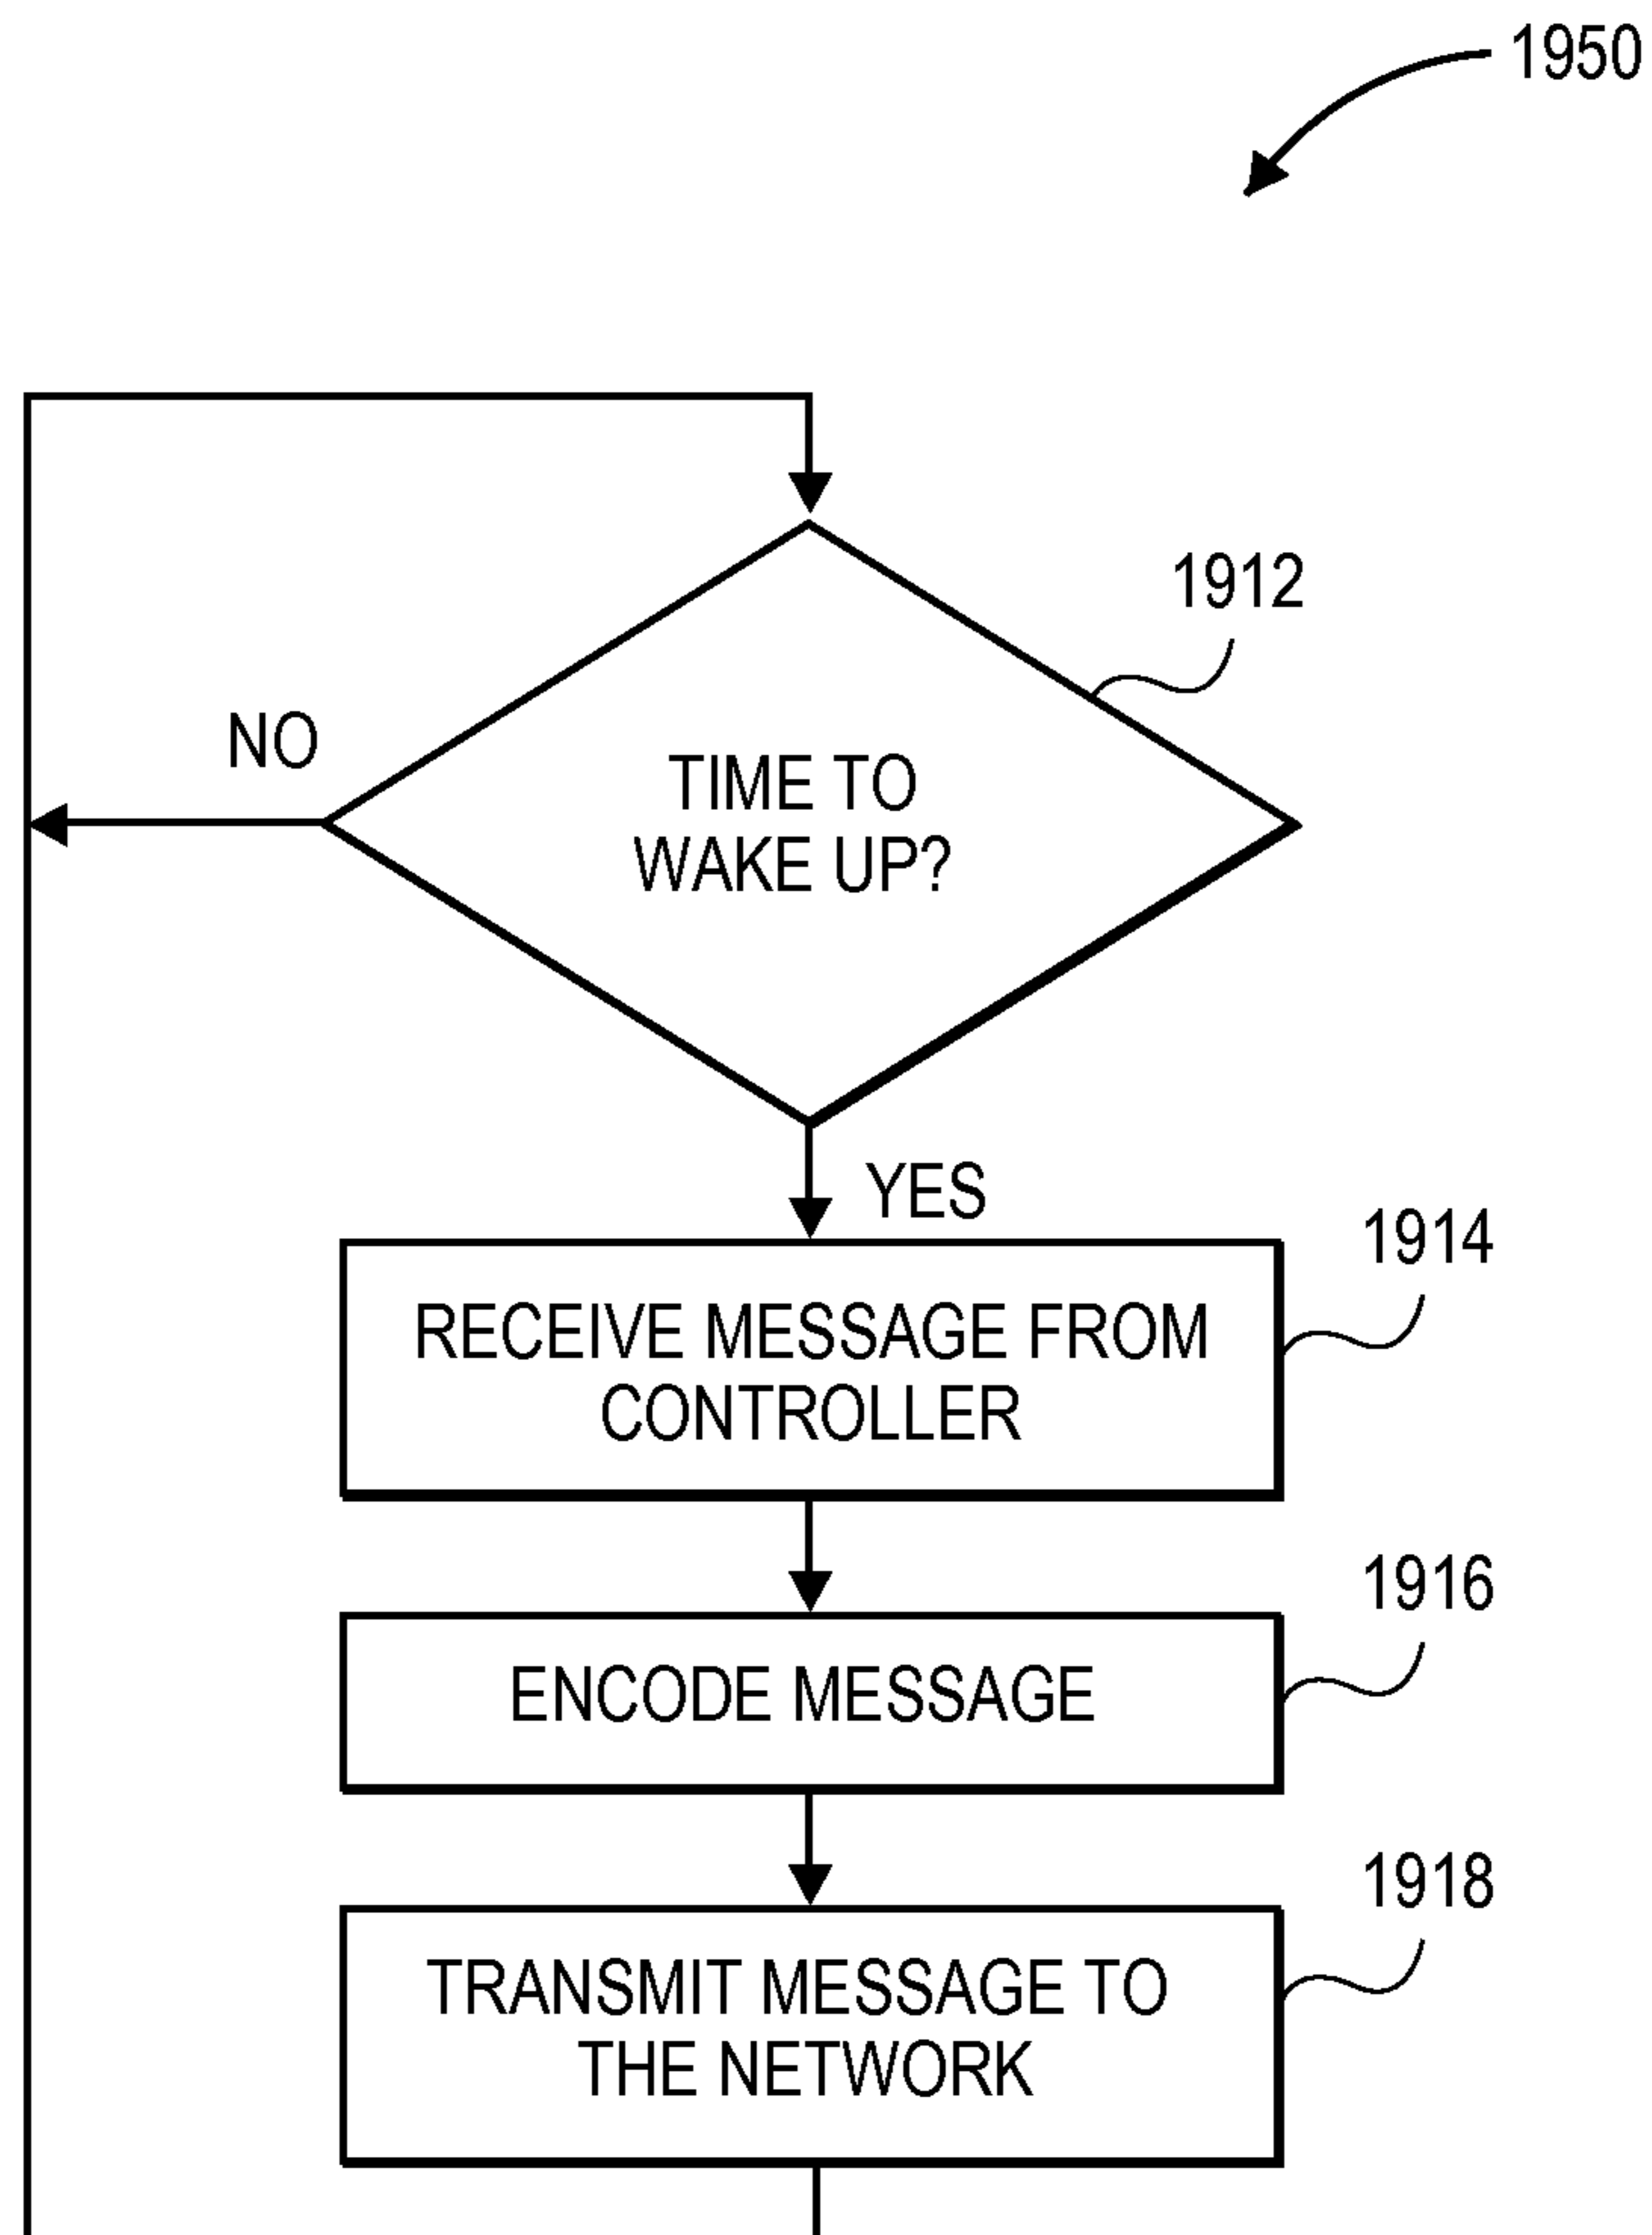 1950
1912
NO
TIME TO
WAKE UP?
YES
1914
RECEIVE MESSAGE FROM
CONTROLLER
1916
ENCODE MESSAGE
1918
TRANSMIT MESSAGE TO
THE NETWORK